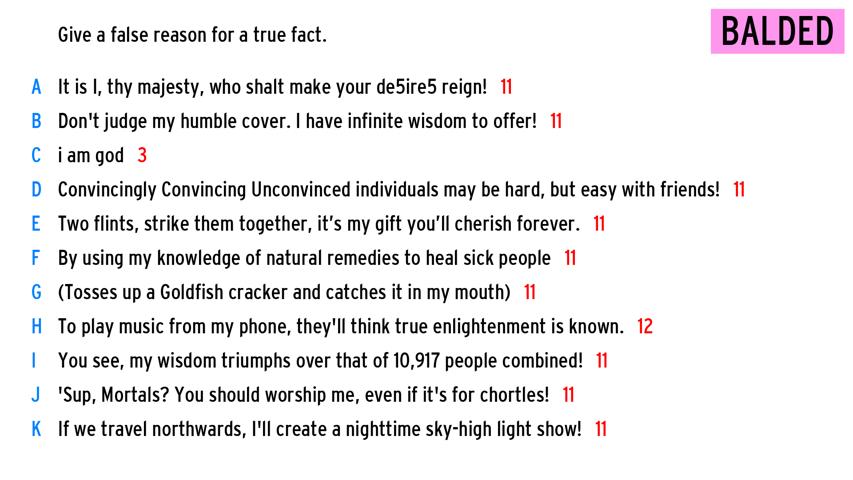 Give a false reason for a true fact.
BALDED
A It is I, thy majesty, who shalt make your de5ire5 reign! 11
B Don't judge my humble cover. I have infinite wisdom to offer! 11
C i am god 3
D Convincingly Convincing Unconvinced individuals may be hard, but easy with friends! 11
E Two flints, strike them together, it’s my gift you’ll cherish forever. 11
F By using my knowledge of natural remedies to heal sick people 11
G (Tosses up a Goldfish cracker and catches it in my mouth) 11
H To play music from my phone, they'll think true enlightenment is known. 12
I You see, my wisdom triumphs over that of 10,917 people combined! 11
J 'Sup, Mortals? You should worship me, even if it's for chortles! 11
K If we travel northwards, I'll create a nighttime sky-high light show! 11